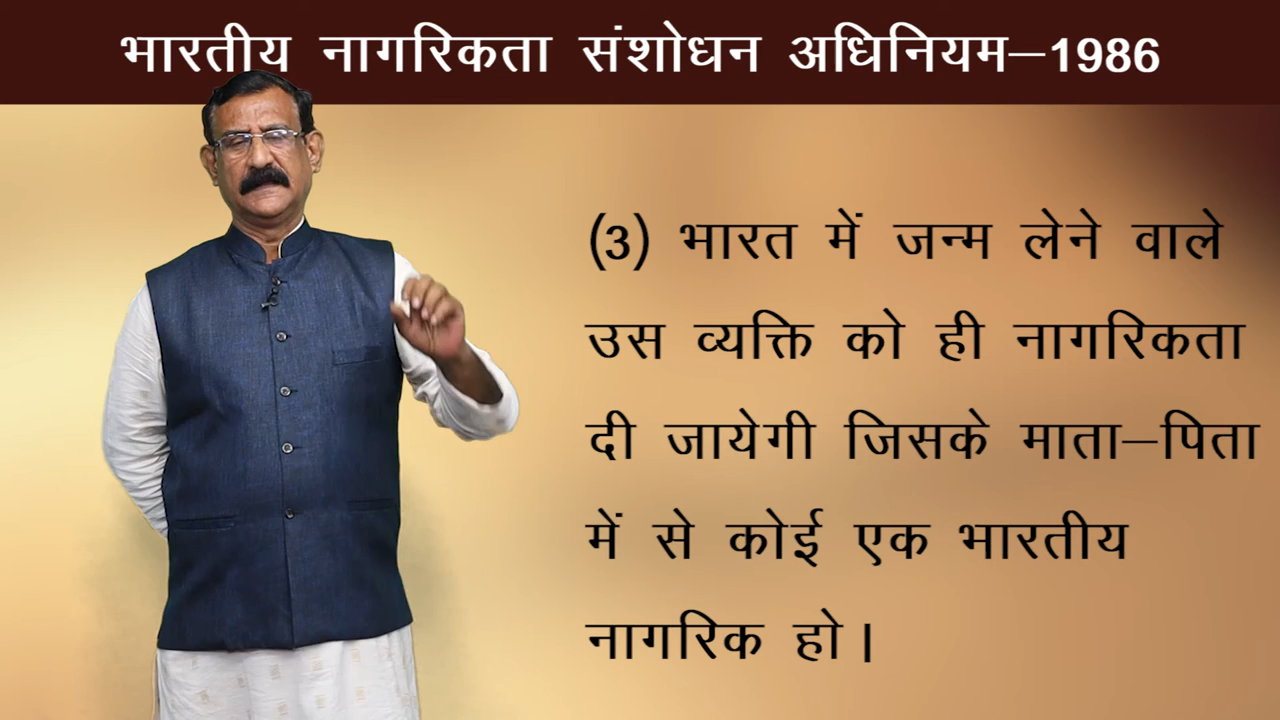 भारतीय नागरिकता संशोधन अधिनियम–1986
(3) भारत में जन्म लेने वाले
उस व्यक्ति को ही नागरिकता
दी जायेगी जिसके माता–पिता
में से कोई एक भारतीय
नागरिक हो।